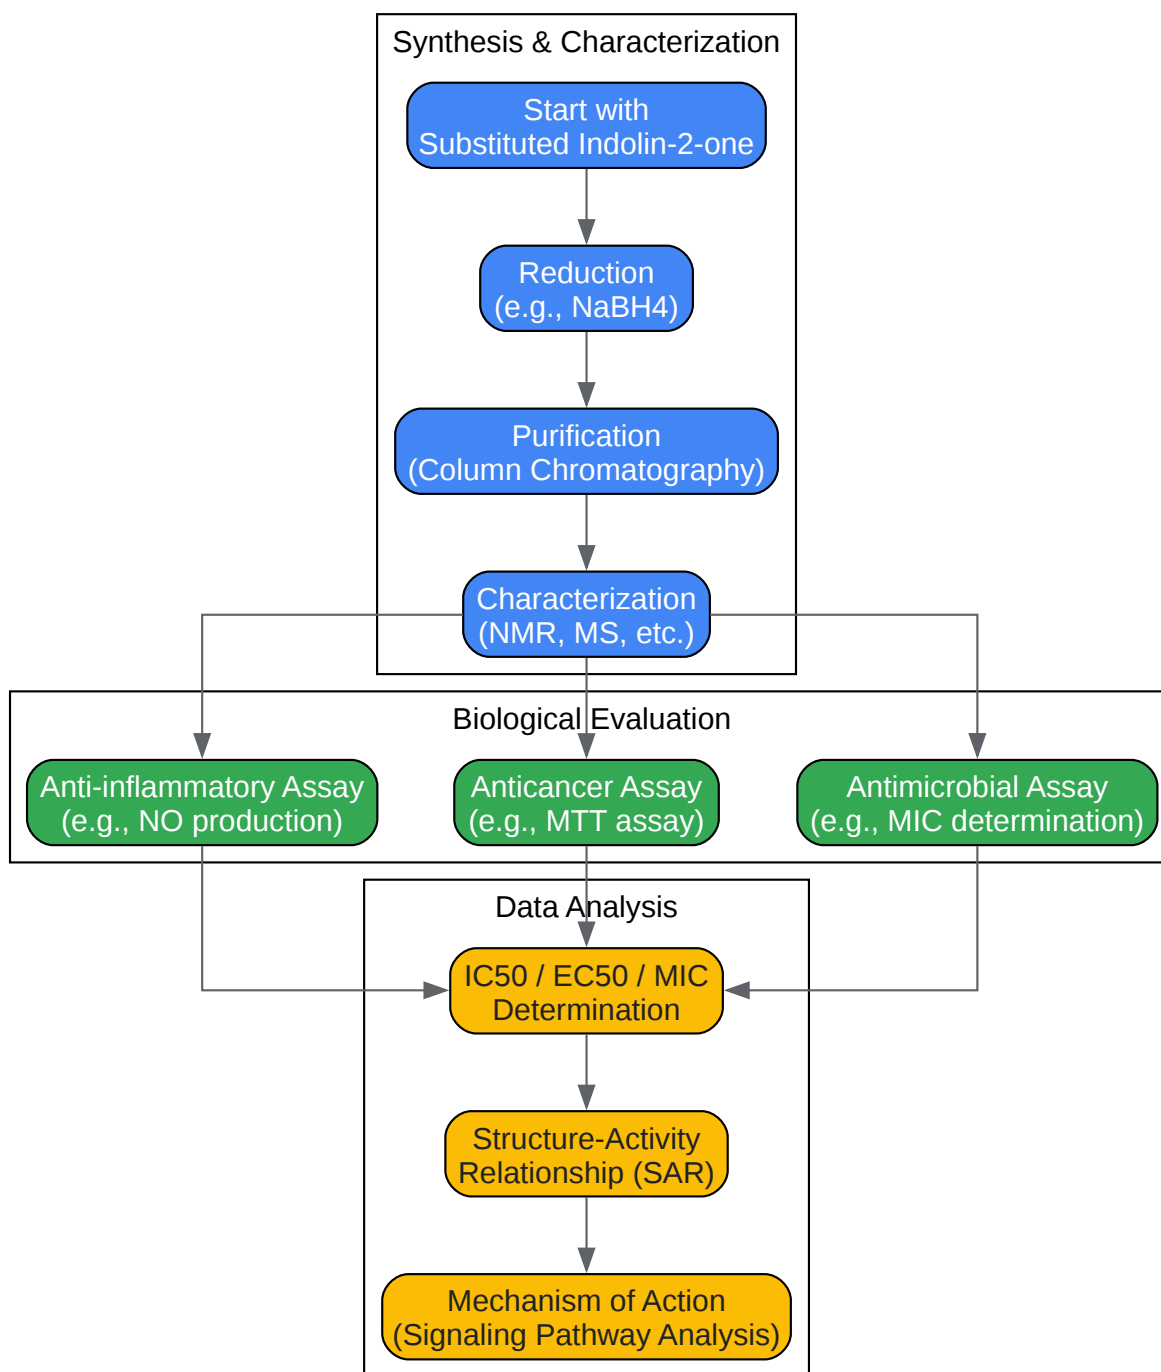 Synthesis & Characterization
Start with
Substituted Indolin-2-one
Reduction
(e.g., NaBH4)
Purification
(Column Chromatography)
Characterization
(NMR, MS, etc.)
Biological Evaluation
Anti-inflammatory Assay
(e.g., NO production)
Anticancer Assay
(e.g., MTT assay)
Antimicrobial Assay
(e.g., MIC determination)
Data Analysis
IC50 / EC50 / MIC
Determination
Structure-Activity
Relationship (SAR)
Mechanism of Action
(Signaling Pathway Analysis)